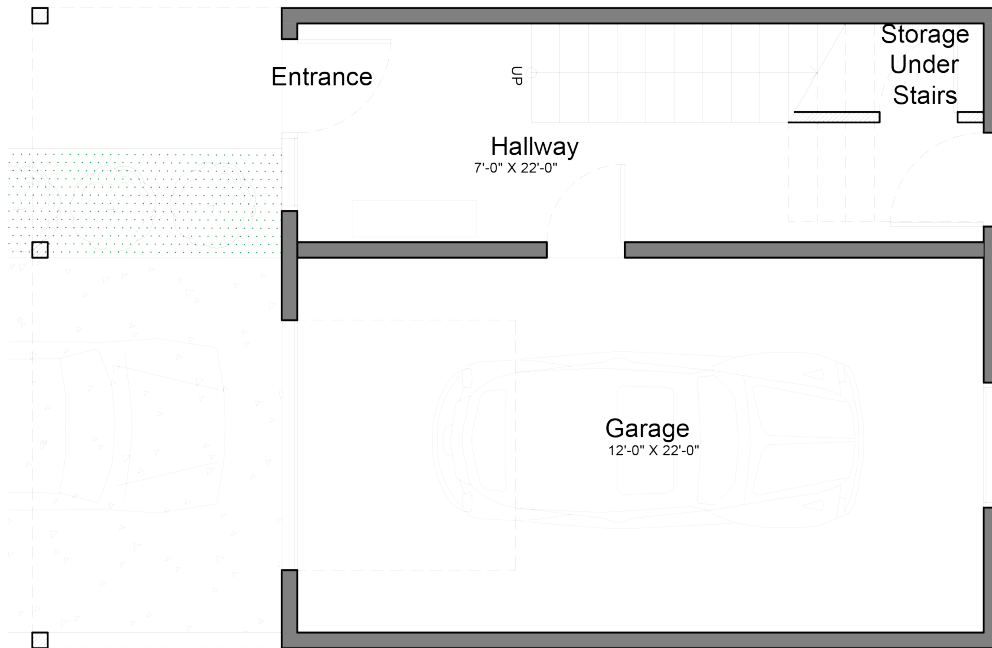 Storage
Under
Stairs
Entrance
UP
Hallway
7'-0" X 22'-0"
Garage
12'-0" X 22'-0"